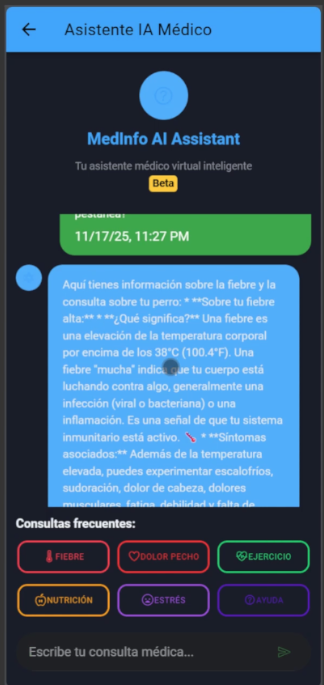 Asistente IA Médico
MedInfo AI Assistant
Tu asistente médico virtual inteligente
Beta
pestañea?
11/17/25, 11:27 PM
Aquí tienes información sobre la fiebre y la
consulta sobre tu perro: * **Sobre tu fiebre
alta:** * **¿Qué significa?** Una fiebre es
una elevación de la temperatura corporal
por encima de los 38°C (100.4°F). Una
fiebre "mucha" indica que tu cuerpo está
luchando contra algo, generalmente una
infección (viral o bacteriana) o una
inflamación. Es una señal de que tu sistema
inmunitario está activo. 🌡️ * **Síntomas
asociados:** Además de la temperatura
elevada, puedes experimentar escalofríos,
sudoración, dolor de cabeza, dolores
musculares, fatiga, debilidad y falta de
Consultas frecuentes:
FIEBRE
DOLOR PECHO
EJERCICIO
NUTRICIÓN
ESTRÉS
AYUDA
Escribe tu consulta médica...